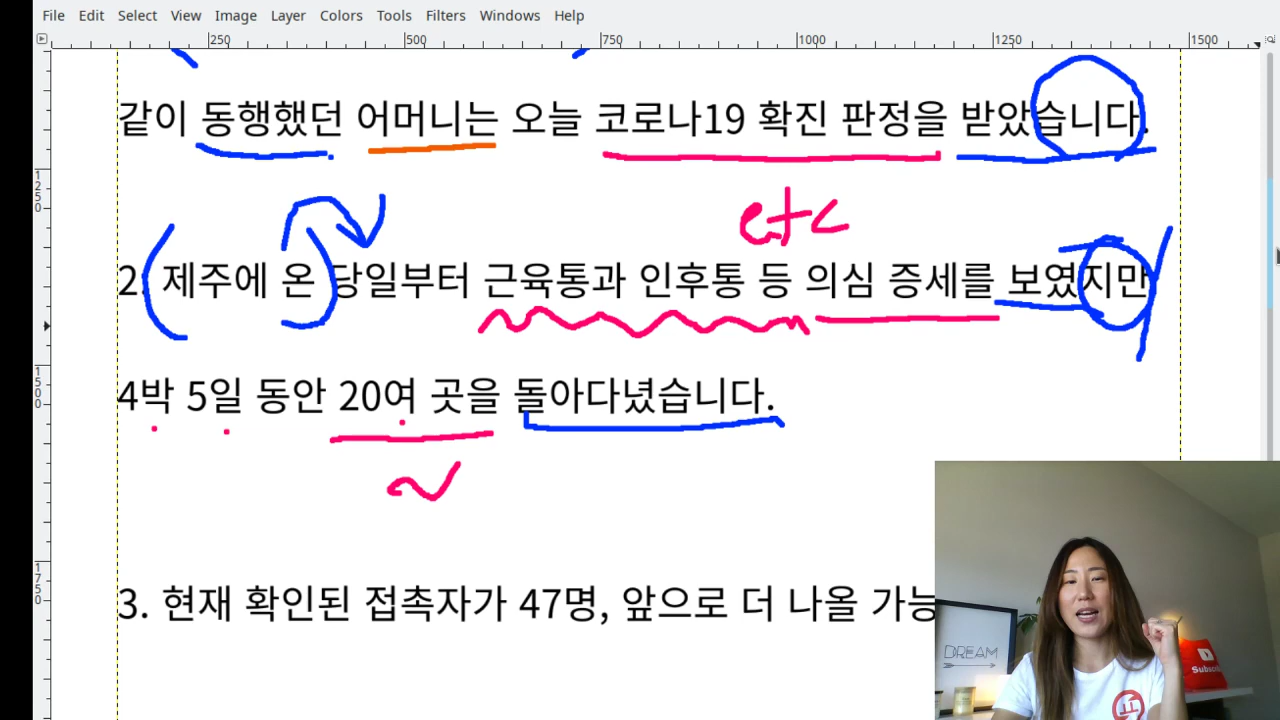 File Edit Select View Image Layer Colors Tools Filters Windows Help
250 500 750 1000 1250 1500
같이 동행했던 어머니는 오늘 코로나19 확진 판정을 받았습니다.
1250
etc
2. 제주에 온 당일부터 근육통과 인후통 등 의심 증세를 보였지만
1500
4박 5일 동안 20여 곳을 돌아다녔습니다.
~
1750
3. 현재 확인된 접촉자가 47명, 앞으로 더 나올 가능
DREAM
Subscri